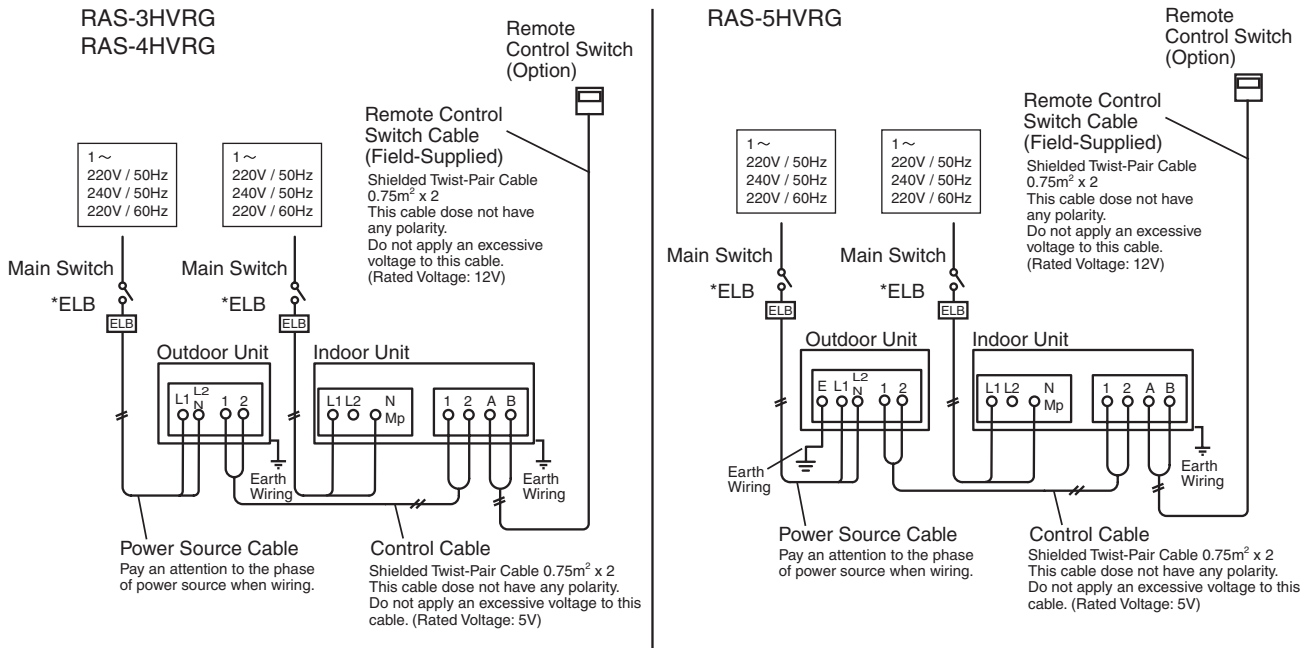 RAS-3HVRG
RAS-4HVRG
Remote
Control Switch
(Option)
Remote Control
Switch Cable
(Field-Supplied)
Shielded Twist-Pair Cable
0.75m² x 2
This cable dose not have
any polarity.
Do not apply an excessive
voltage to this cable.
(Rated Voltage: 12V)
1～
220V / 50Hz
240V / 50Hz
220V / 60Hz
1～
220V / 50Hz
240V / 50Hz
220V / 60Hz
Main Switch
*ELB
ELB
Main Switch
*ELB
ELB
Outdoor Unit
L1 L2 N 1 2
Earth
Wiring
Indoor Unit
L1 L2 N Mp
1 2 A B
Earth
Wiring
Power Source Cable
Pay an attention to the phase
of power source when wiring.
Control Cable
Shielded Twist-Pair Cable 0.75m² x 2
This cable dose not have any polarity.
Do not apply an excessive voltage to this
cable. (Rated Voltage: 5V)
RAS-5HVRG
Remote
Control Switch
(Option)
Remote Control
Switch Cable
(Field-Supplied)
Shielded Twist-Pair Cable
0.75m² x 2
This cable dose not have
any polarity.
Do not apply an excessive
voltage to this cable.
(Rated Voltage: 12V)
1～
220V / 50Hz
240V / 50Hz
220V / 60Hz
1～
220V / 50Hz
240V / 50Hz
220V / 60Hz
Main Switch
*ELB
ELB
Main Switch
*ELB
ELB
Outdoor Unit
E L1 L2 N 1 2
Earth
Wiring
Indoor Unit
L1 L2 N Mp
1 2 A B
Earth
Wiring
Power Source Cable
Pay an attention to the phase
of power source when wiring.
Control Cable
Shielded Twist-Pair Cable 0.75m² x 2
This cable dose not have any polarity.
Do not apply an excessive voltage to this
cable. (Rated Voltage: 5V)